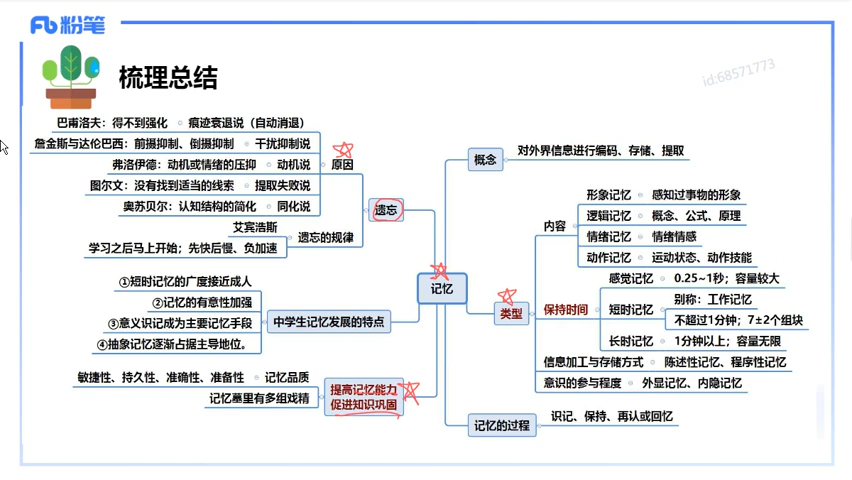 粉笔
梳理总结
id:68571773
巴甫洛夫:得不到强化 痕迹衰退说(自动消退)
詹金斯与达伦巴西:前摄抑制、倒摄抑制 干扰抑制说
弗洛伊德:动机或情绪的压抑 动机说
图尔文:没有找到适当的线索 提取失败说
奥苏贝尔:认知结构的简化 同化说
原因
遗忘
艾宾浩斯
学习之后马上开始;先快后慢、负加速
遗忘的规律
①短时记忆的广度接近成人
②记忆的有意性加强
③意义识记成为主要记忆手段
④抽象记忆逐渐占据主导地位。
中学生记忆发展的特点
敏捷性、持久性、准确性、准备性 记忆品质
记忆墓里有多组戏精
提高记忆能力
促进知识巩固
记忆
概念
对外界信息进行编码、存储、提取
类型
内容
形象记忆 感知过事物的形象
逻辑记忆 概念、公式、原理
情绪记忆 情绪情感
动作记忆 运动状态、动作技能
保持时间
感觉记忆 0.25~1秒;容量较大
短时记忆
别称:工作记忆
不超过1分钟;7±2个组块
长时记忆 1分钟以上;容量无限
信息加工与存储方式 陈述性记忆、程序性记忆
意识的参与程度 外显记忆、内隐记忆
记忆的过程
识记、保持、再认或回忆